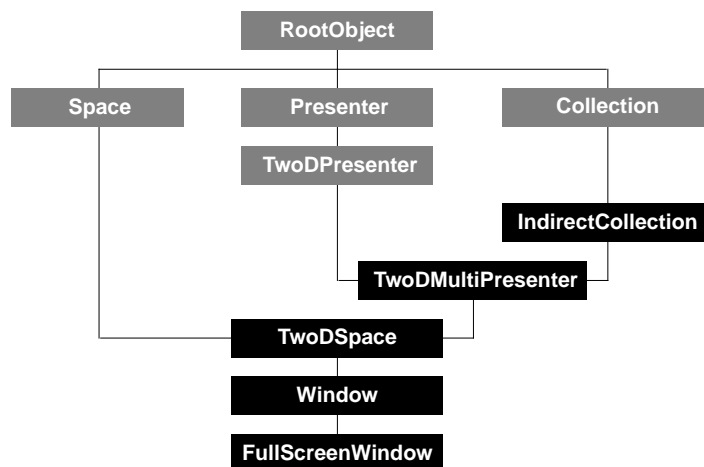 RootObject
Space
Presenter
Collection
TwoDPresenter
IndirectCollection
TwoDMultiPresenter
TwoDSpace
Window
FullScreenWindow